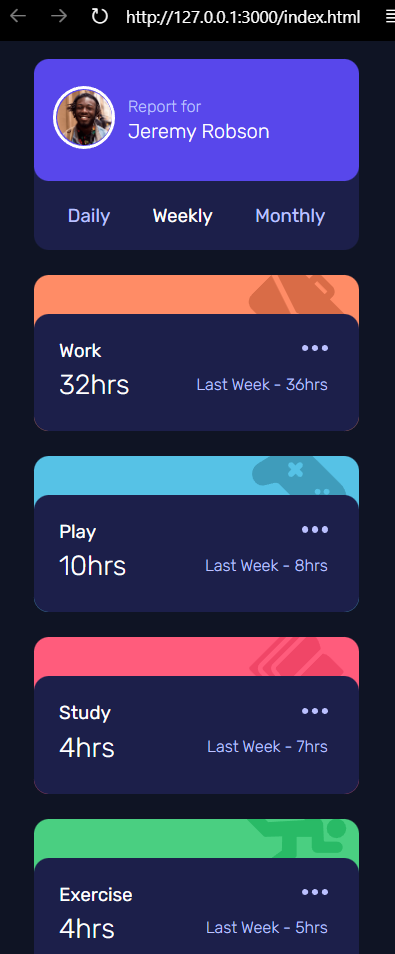 http://127.0.0.1:3000/index.html
Report for
Jeremy Robson
Daily Weekly Monthly
Work
32hrs Last Week - 36hrs
Play
10hrs Last Week - 8hrs
Study
4hrs Last Week - 7hrs
Exercise
4hrs Last Week - 5hrs